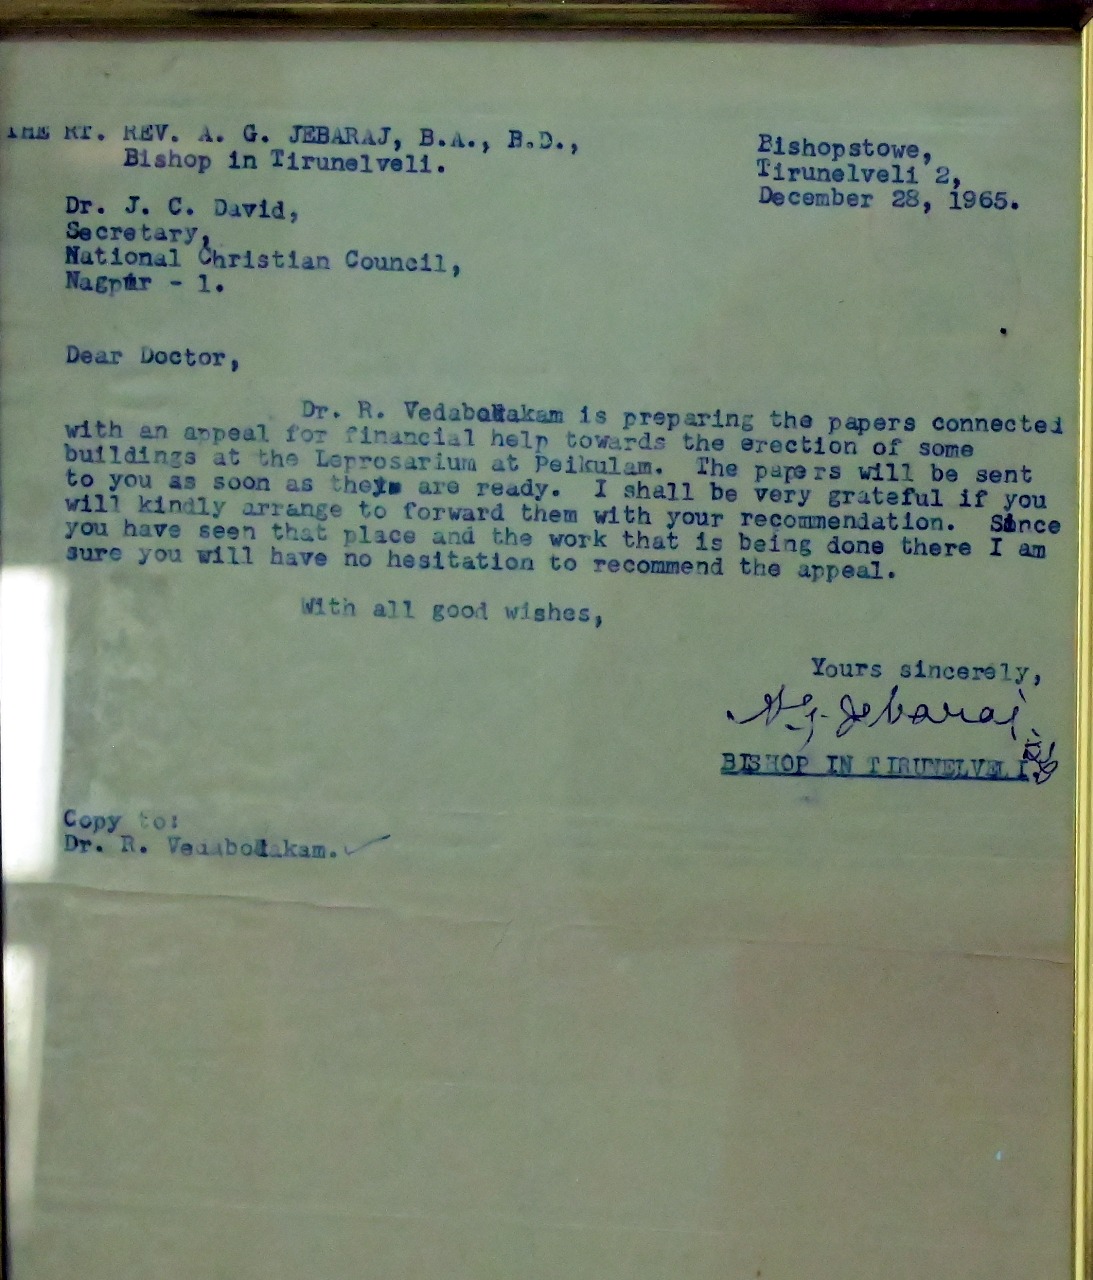 THE RT. REV. A. G. JEBARAJ, B.A., B.D.,
Bishop in Tirunelveli.
Bishopstowe,
Tirunelveli 2,
December 28, 1965.
Dr. J. C. David,
Secretary,
National Christian Council,
Nagpur - 1.
Dear Doctor,
Dr. R. Vedabodakam is preparing the papers connected
with an appeal for financial help towards the erection of some
buildings at the Leprosarium at Peikulam. The papers will be sent
to you as soon as they are ready. I shall be very grateful if you
will kindly arrange to forward them with your recommendation. Since
you have seen that place and the work that is being done there I am
sure you will have no hesitation to recommend the appeal.
With all good wishes,
Yours sincerely,
A. G. Jebaraj
BISHOP IN TIRUNELVELI.
Copy to:
Dr. R. Vedabodakam.